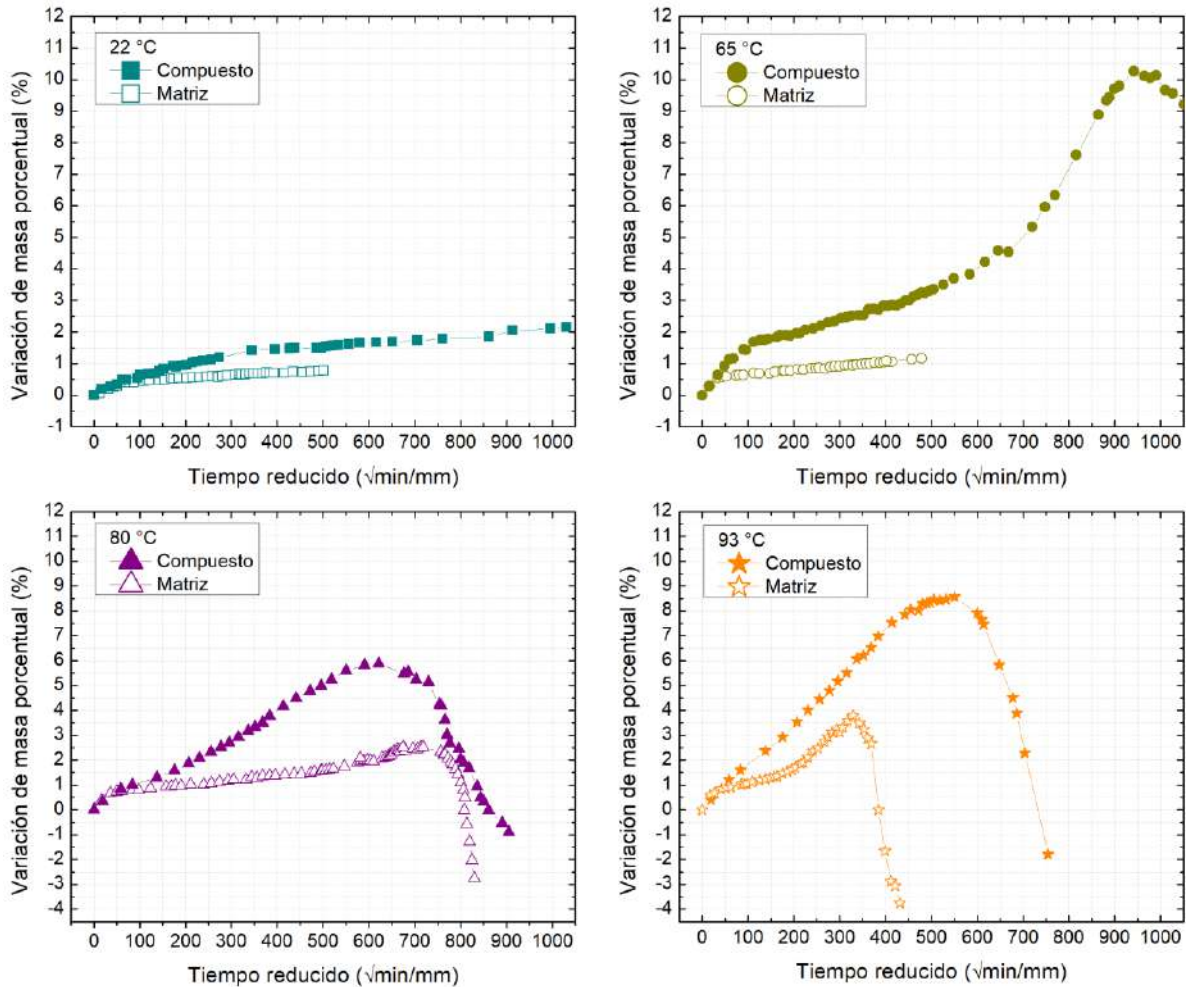 22 °C
Compuesto
Matriz
Variación de masa porcentual (%)
12
11
10
9
8
7
6
5
4
3
2
1
0
-1
0 100 200 300 400 500 600 700 800 900 1000
Tiempo reducido (√min/mm)
65 °C
Compuesto
Matriz
Variación de masa porcentual (%)
12
11
10
9
8
7
6
5
4
3
2
1
0
-1
0 100 200 300 400 500 600 700 800 900 1000
Tiempo reducido (√min/mm)
80 °C
Compuesto
Matriz
Variación de masa porcentual (%)
12
11
10
9
8
7
6
5
4
3
2
1
0
-1
-2
-3
-4
0 100 200 300 400 500 600 700 800 900 1000
Tiempo reducido (√min/mm)
93 °C
Compuesto
Matriz
Variación de masa porcentual (%)
12
11
10
9
8
7
6
5
4
3
2
1
0
-1
-2
-3
-4
0 100 200 300 400 500 600 700 800 900 1000
Tiempo reducido (√min/mm)